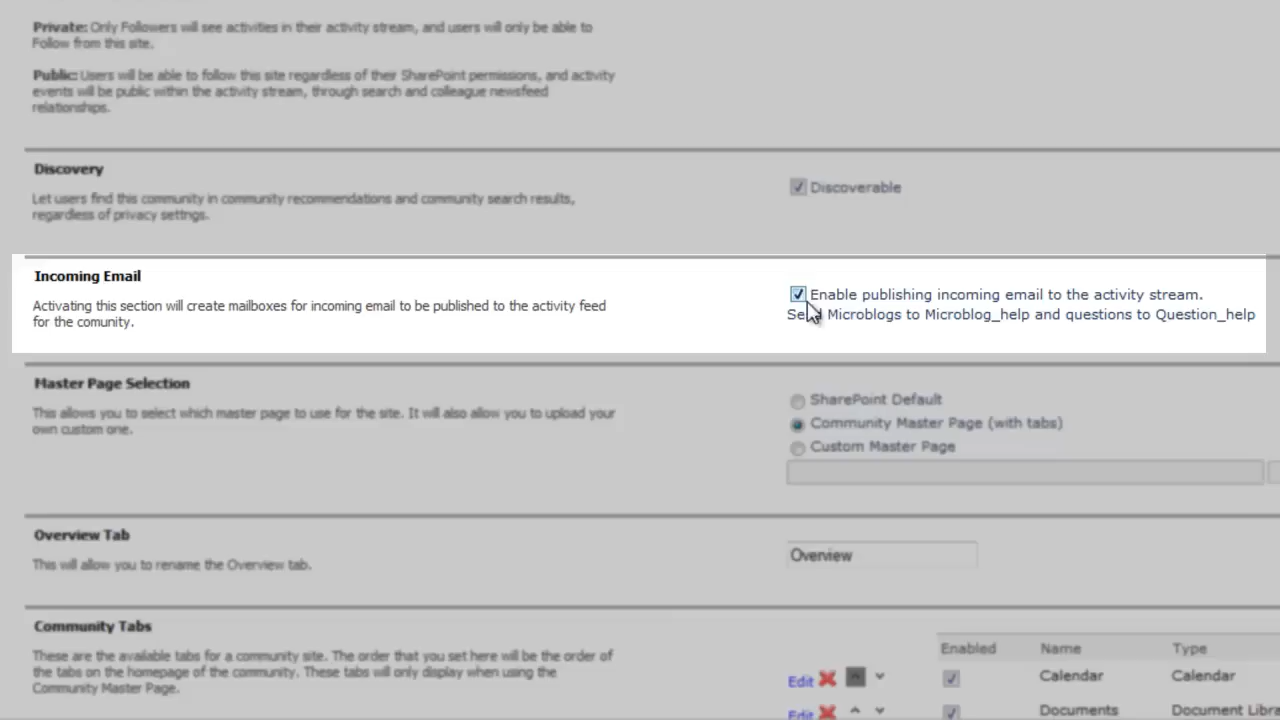 Private: Only Followers will see activities in their activity stream, and users will only be able to
Follow from this site.
Public: Users will be able to follow this site regardless of their SharePoint permissions, and activity
events will be public within the activity stream, through search and colleague newsfeed
relationships.
Discovery
Let users find this community in community recommendations and community search results,
regardless of privacy settngs.
Discoverable
Incoming Email
Activating this section will create mailboxes for incoming email to be published to the activity feed
for the comunity.
Enable publishing incoming email to the activity stream.
Microblogs to Microblog_help and questions to Question_help
Master Page Selection
This allows you to select which master page to use for the site. It will also allow you to upload your
own custom one.
SharePoint Default
Community Master Page (with tabs)
Custom Master Page
Overview Tab
This will allow you to rename the Overview tab.
Overview
Community Tabs
These are the available tabs for a community site. The order that you set here will be the order of
the tabs on the homepage of the community. These tabs will only display when using the
Community Master Page.
Enabled Name Type
Edit Calendar Calendar
Edit Documents Document